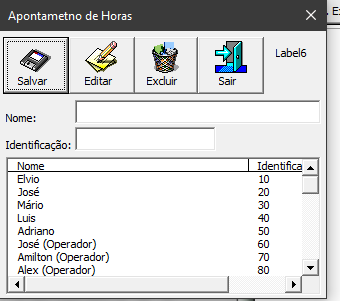 Apontametno de Horas
Salvar Editar Excluir Sair Label6
Nome:
Identificação:
Nome Identifica
Elvio 10
José 20
Mário 30
Luis 40
Adriano 50
José (Operador) 60
Amilton (Operador) 70
Alex (Operador) 80